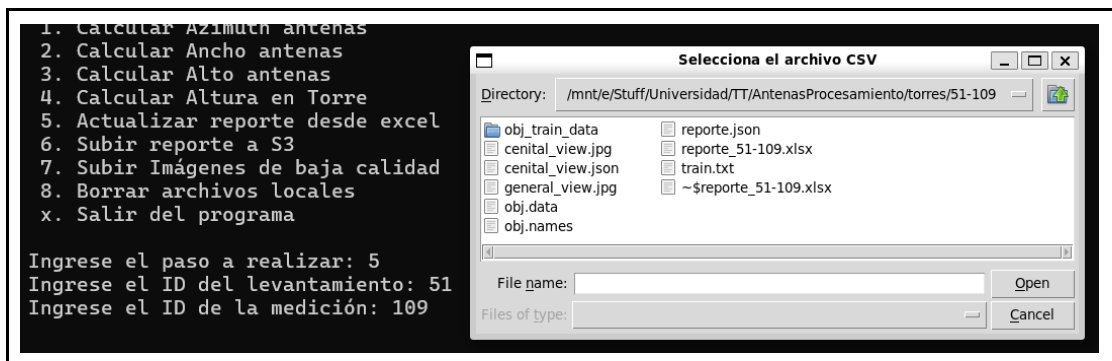 1. Calcular Azimuth antenas
2. Calcular Ancho antenas
3. Calcular Alto antenas
4. Calcular Altura en Torre
5. Actualizar reporte desde excel
6. Subir reporte a S3
7. Subir Imágenes de baja calidad
8. Borrar archivos locales
x. Salir del programa
Ingrese el paso a realizar: 5
Ingrese el ID del levantamiento: 51
Ingrese el ID de la medición: 109
Selecciona el archivo CSV
Directory: /mnt/e/Stuff/Universidad/TT/AntenasProcesamiento/torres/51-109
obj_train_data
cenital_view.jpg
cenital_view.json
general_view.jpg
obj.data
obj.names
reporte.json
reporte_51-109.xlsx
train.txt
~$reporte_51-109.xlsx
File name:
Open
Files of type:
Cancel